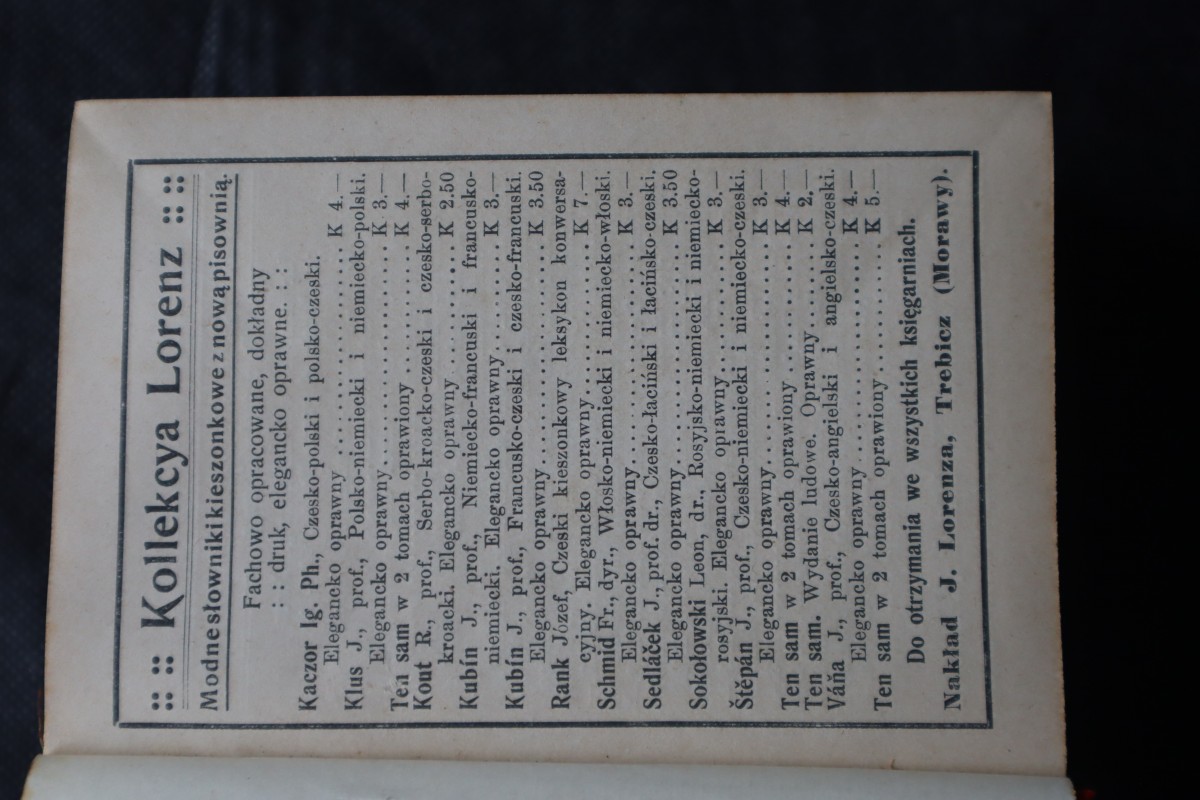 :: :: Kollekcya Lorenz :: ::
Modne słowniki kieszonkowe z nową pisownią.
Fachowo opracowane, dokładny
: : druk, elegancko oprawne. : :
Kaczor Ig. Ph., Czesko-polski i polsko-czeski.
Elegancko oprawny . . . . . . . . . . . . . . . . . . . K 4.—
Klus J., prof., Polsko-niemiecki i niemiecko-polski.
Elegancko oprawny . . . . . . . . . . . . . . . . . . . K 3.—
Ten sam w 2 tomach oprawiony . . . . . . . . . . . K 4.—
Kout R., prof., Serbo-kroacko-czeski i czesko-serbo-
kroacki. Elegancko oprawny . . . . . . . . . . . K 2.50
Kubín J., prof., Niemiecko-francuski i francusko-
niemiecki. Elegancko oprawny . . . . . . . . . . K 3.—
Kubín J., prof., Francusko-czeski i czesko-francuski.
Elegancko oprawny . . . . . . . . . . . . . . . . . . . K 3.50
Rank Józef, Czeski kieszonkowy leksykon konwersa-
cyjny. Elegancko oprawny . . . . . . . . . . . . . K 7.—
Schmid Fr., dyr., Włosko-niemiecki i niemiecko-włoski.
Elegancko oprawny . . . . . . . . . . . . . . . . . . . K 3.—
Sedláček J., prof. dr., Czesko-łaciński i łacińsko-czeski.
Elegancko oprawny . . . . . . . . . . . . . . . . . . . K 3.50
Sokołowski Leon, dr., Rosyjsko-niemiecki i niemiecko-
rosyjski. Elegancko oprawny . . . . . . . . . . . K 3.—
Štěpán J., prof., Czesko-niemiecki i niemiecko-czeski.
Elegancko oprawny . . . . . . . . . . . . . . . . . . . K 3.—
Ten sam w 2 tomach oprawiony . . . . . . . . . . . K 4.—
Ten sam. Wydanie ludowe. Oprawny . . . . . . . . K 2.—
Váňa J., prof., Czesko-angielski i angielsko-czeski.
Elegancko oprawny . . . . . . . . . . . . . . . . . . . K 4.—
Ten sam w 2 tomach oprawiony . . . . . . . . . . . K 5.—
Do otrzymania we wszystkich księgarniach.
Nakład J. Lorenza, Trebicz (Morawy).